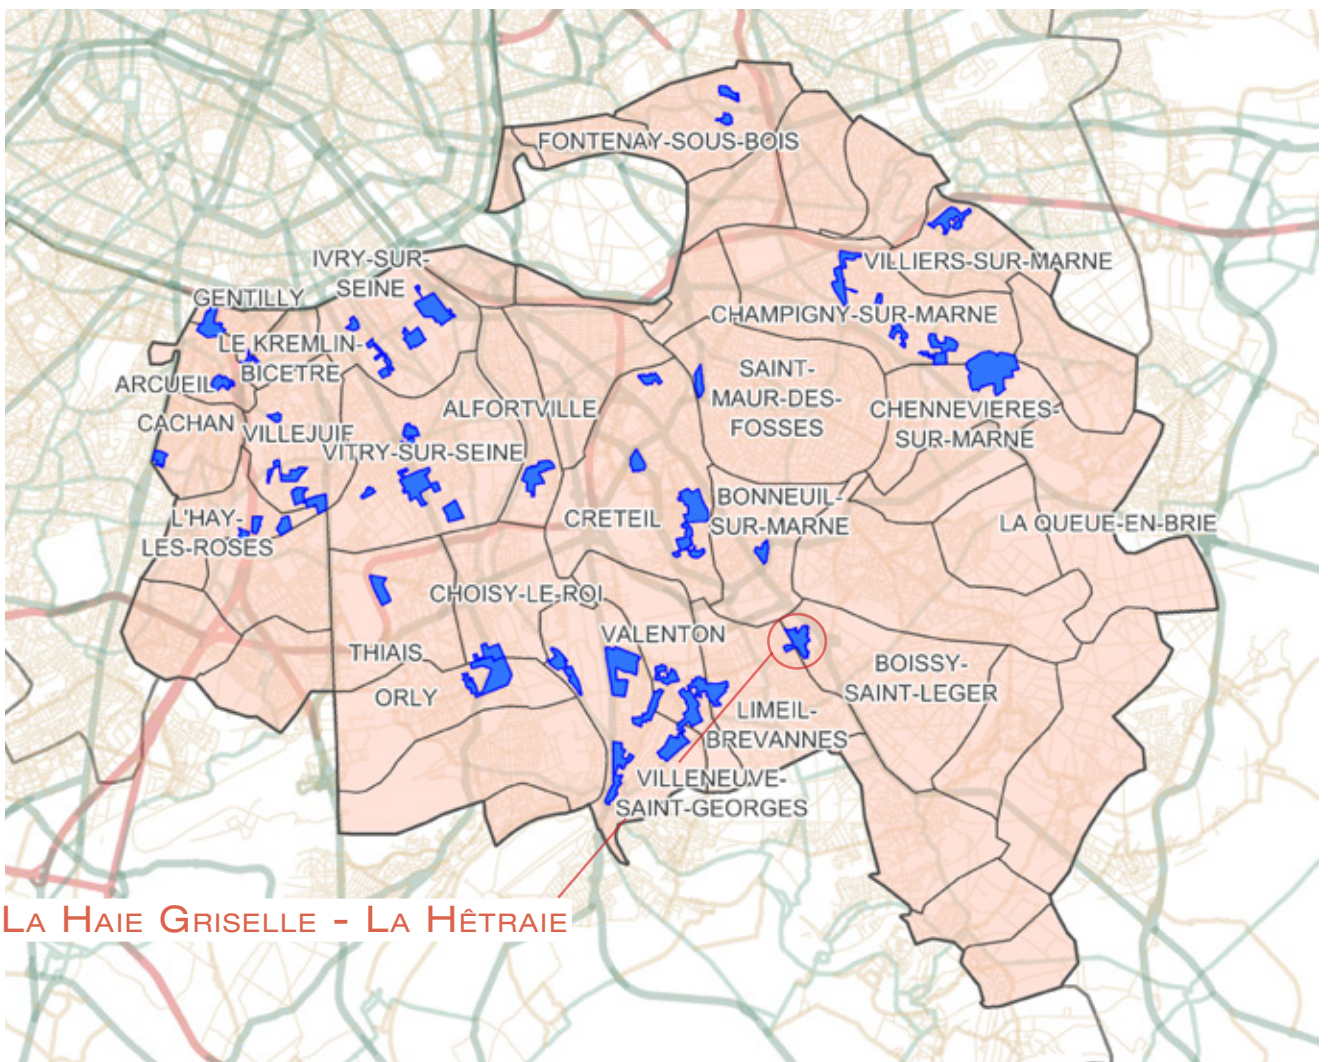 FONTENAY-SOUS-BOIS
IVRY-SUR-
SEINE
VILLIERS-SUR-MARNE
GENTILLY
CHAMPIGNY-SUR-MARNE
LE KREMLIN-
BICETRE
ARCUEIL
SAINT-
MAUR-DES-
FOSSES
CACHAN
ALFORTVILLE
CHENNEVIERES-
SUR-MARNE
VILLEJUIF
VITRY-SUR-SEINE
BONNEUIL-
SUR-MARNE
L'HAY-
LES-ROSES
CRETEIL
LA QUEUE-EN-BRIE
CHOISY-LE-ROI
VALENTON
THIAIS
BOISSY-
SAINT-LEGER
ORLY
LIMEIL-
BREVANNES
VILLENEUVE-
SAINT-GEORGES
LA HAIE GRISELLE - LA HÊTRAIE